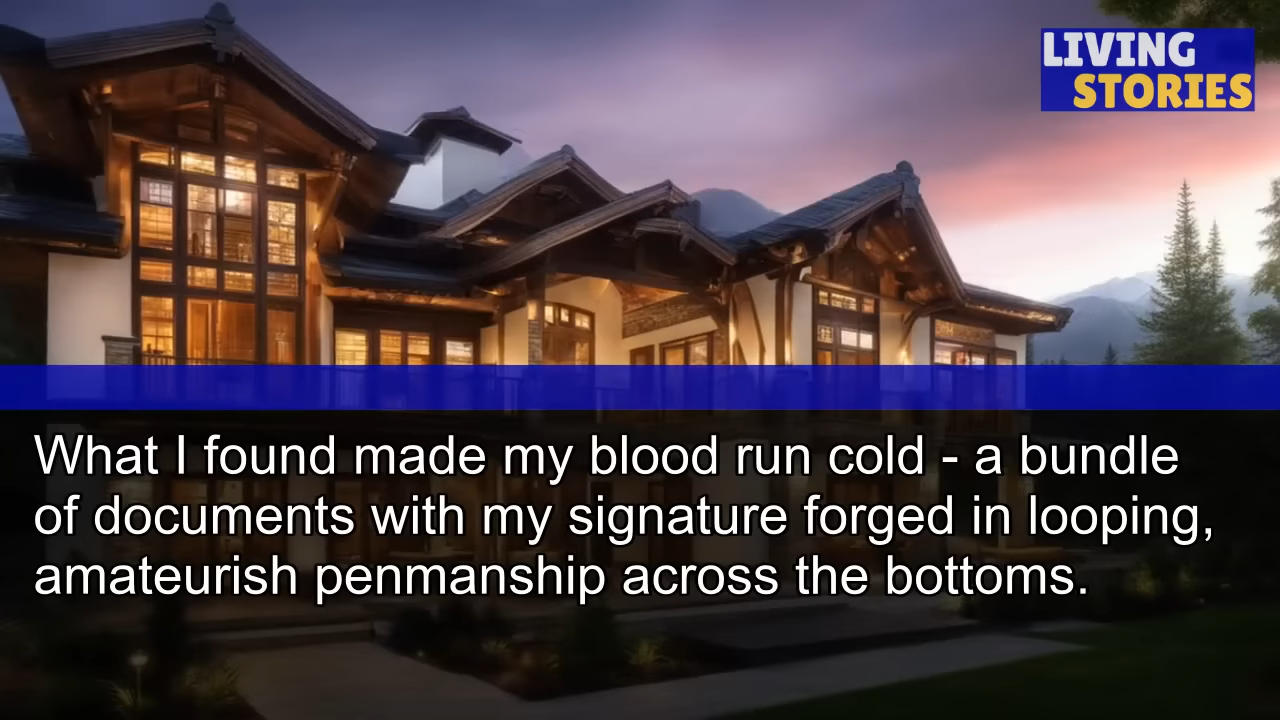 LIVING
STORIES
What I found made my blood run cold - a bundle
of documents with my signature forged in looping,
amateurish penmanship across the bottoms.